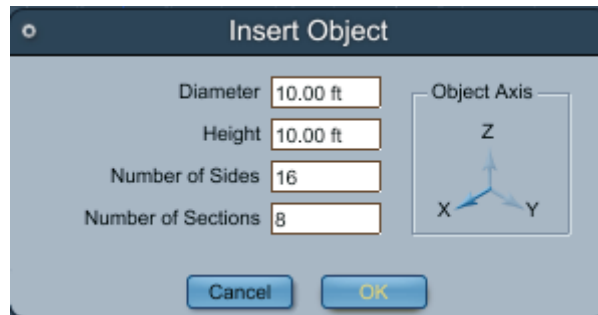 Insert Object
Diameter 10.00 ft
Object Axis
Height 10.00 ft
Z
Number of Sides 16
X Y
Number of Sections 8
Cancel OK